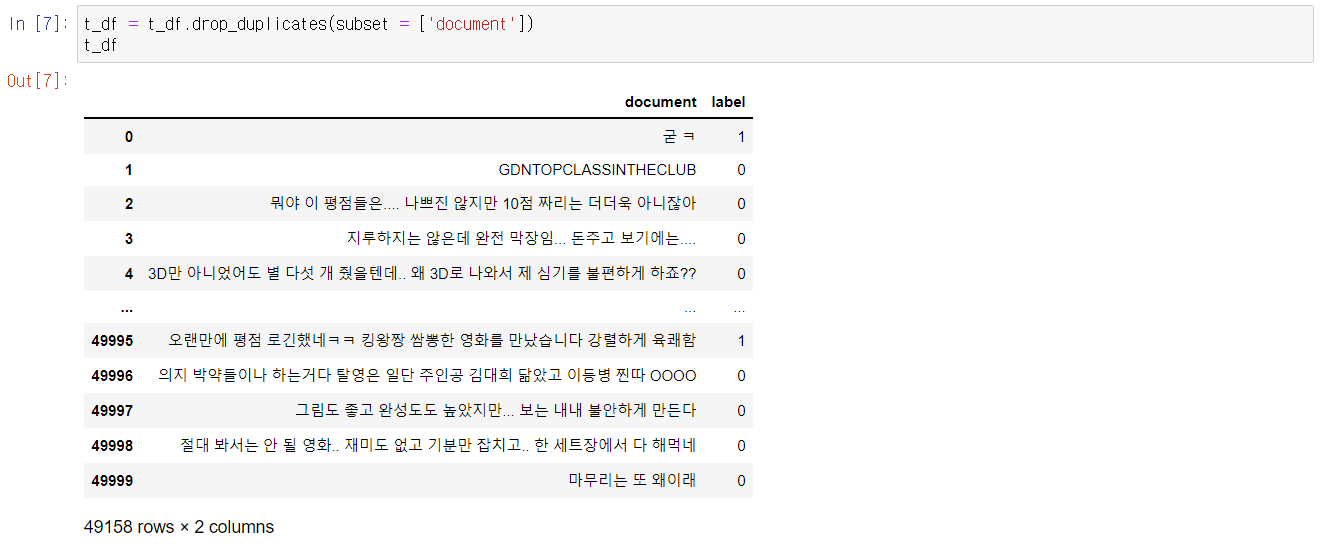 In [7]: t_df = t_df.drop_duplicates(subset = ['document'])
t_df
Out[7]:
document label
0 굳 ㅋ 1
1 GDNTOPCLASSINTHECLUB 0
2 뭐야 이 평점들은.... 나쁘진 않지만 10점 짜리는 더더욱 아니잖아 0
3 지루하지는 않은데 완전 막장임... 돈주고 보기에는.... 0
4 3D만 아니었어도 별 다섯 개 줬을텐데.. 왜 3D로 나와서 제 심기를 불편하게 하죠?? 0
... ... ...
49995 오랜만에 평점 로긴했네ㅋㅋ 킹왕짱 쌈뽕한 영화를 만났습니다 강렬하게 육쾌함 1
49996 의지 박약들이나 하는거다 탈영은 일단 주인공 김대희 닮았고 이등병 찐따 OOOO 0
49997 그림도 좋고 완성도도 높았지만... 보는 내내 불안하게 만든다 0
49998 절대 봐서는 안 될 영화.. 재미도 없고 기분만 잡치고.. 한 세트장에서 다 해먹네 0
49999 마무리는 또 왜이래 0
49158 rows × 2 columns